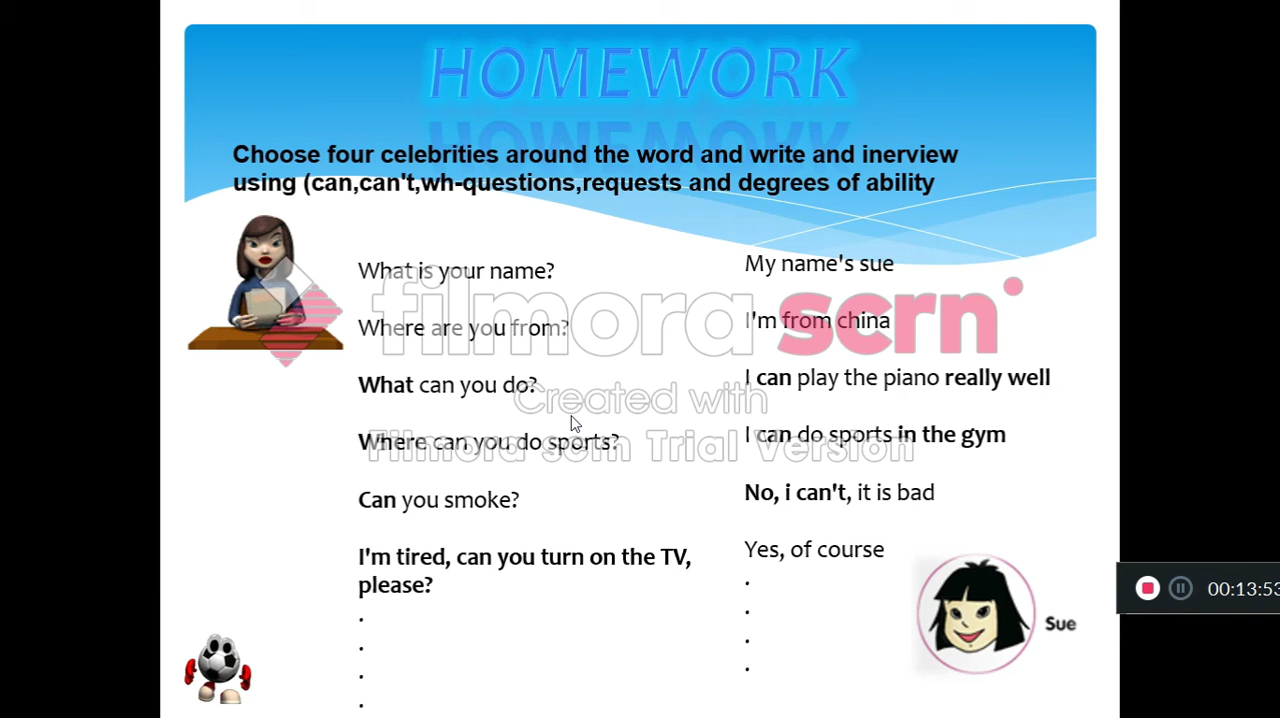 HOMEWORK
Choose four celebrities around the word and write and inerview
using (can,can't,wh-questions,requests and degrees of ability
What is your name?
My name's sue
Where are you from?
I'm from china
What can you do?
I can play the piano really well
Where can you do sports?
I can do sports in the gym
Can you smoke?
No, i can't, it is bad
I'm tired, can you turn on the TV,
please?
Yes, of course
.
.
.
.
.
.
.
.
Sue
filmora scrn
Created with
Filmora scrn Trial Version
00:13:53